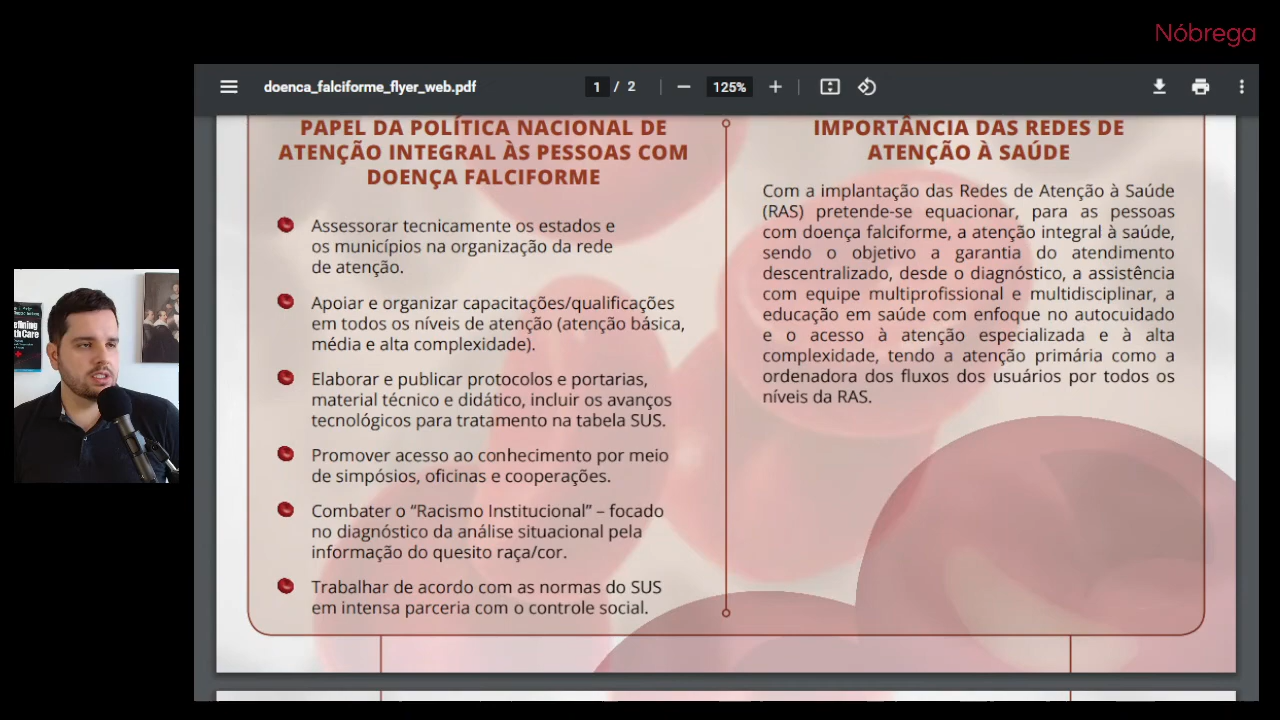 Nóbrega
doenca_falciforme_flyer_web.pdf
1 / 2
125%
PAPEL DA POLÍTICA NACIONAL DE
ATENÇÃO INTEGRAL ÀS PESSOAS COM
DOENÇA FALCIFORME
Assessorar tecnicamente os estados e
os municípios na organização da rede
de atenção.
Apoiar e organizar capacitações/qualificações
em todos os níveis de atenção (atenção básica,
média e alta complexidade).
Elaborar e publicar protocolos e portarias,
material técnico e didático, incluir os avanços
tecnológicos para tratamento na tabela SUS.
Promover acesso ao conhecimento por meio
de simpósios, oficinas e cooperações.
Combater o “Racismo Institucional” – focado
no diagnóstico da análise situacional pela
informação do quesito raça/cor.
Trabalhar de acordo com as normas do SUS
em intensa parceria com o controle social.
IMPORTÂNCIA DAS REDES DE
ATENÇÃO À SAÚDE
Com a implantação das Redes de Atenção à Saúde
(RAS) pretende-se equacionar, para as pessoas
com doença falciforme, a atenção integral à saúde,
sendo o objetivo a garantia do atendimento
descentralizado, desde o diagnóstico, a assistência
com equipe multiprofissional e multidisciplinar, a
educação em saúde com enfoque no autocuidado
e o acesso à atenção especializada e à alta
complexidade, tendo a atenção primária como a
ordenadora dos fluxos dos usuários por todos os
níveis da RAS.